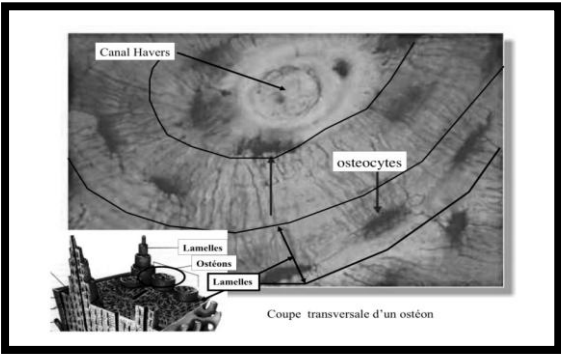 Canal Havers
osteocytes
Lamelles
Ostéons
Lamelles
Coupe transversale d'un ostéon